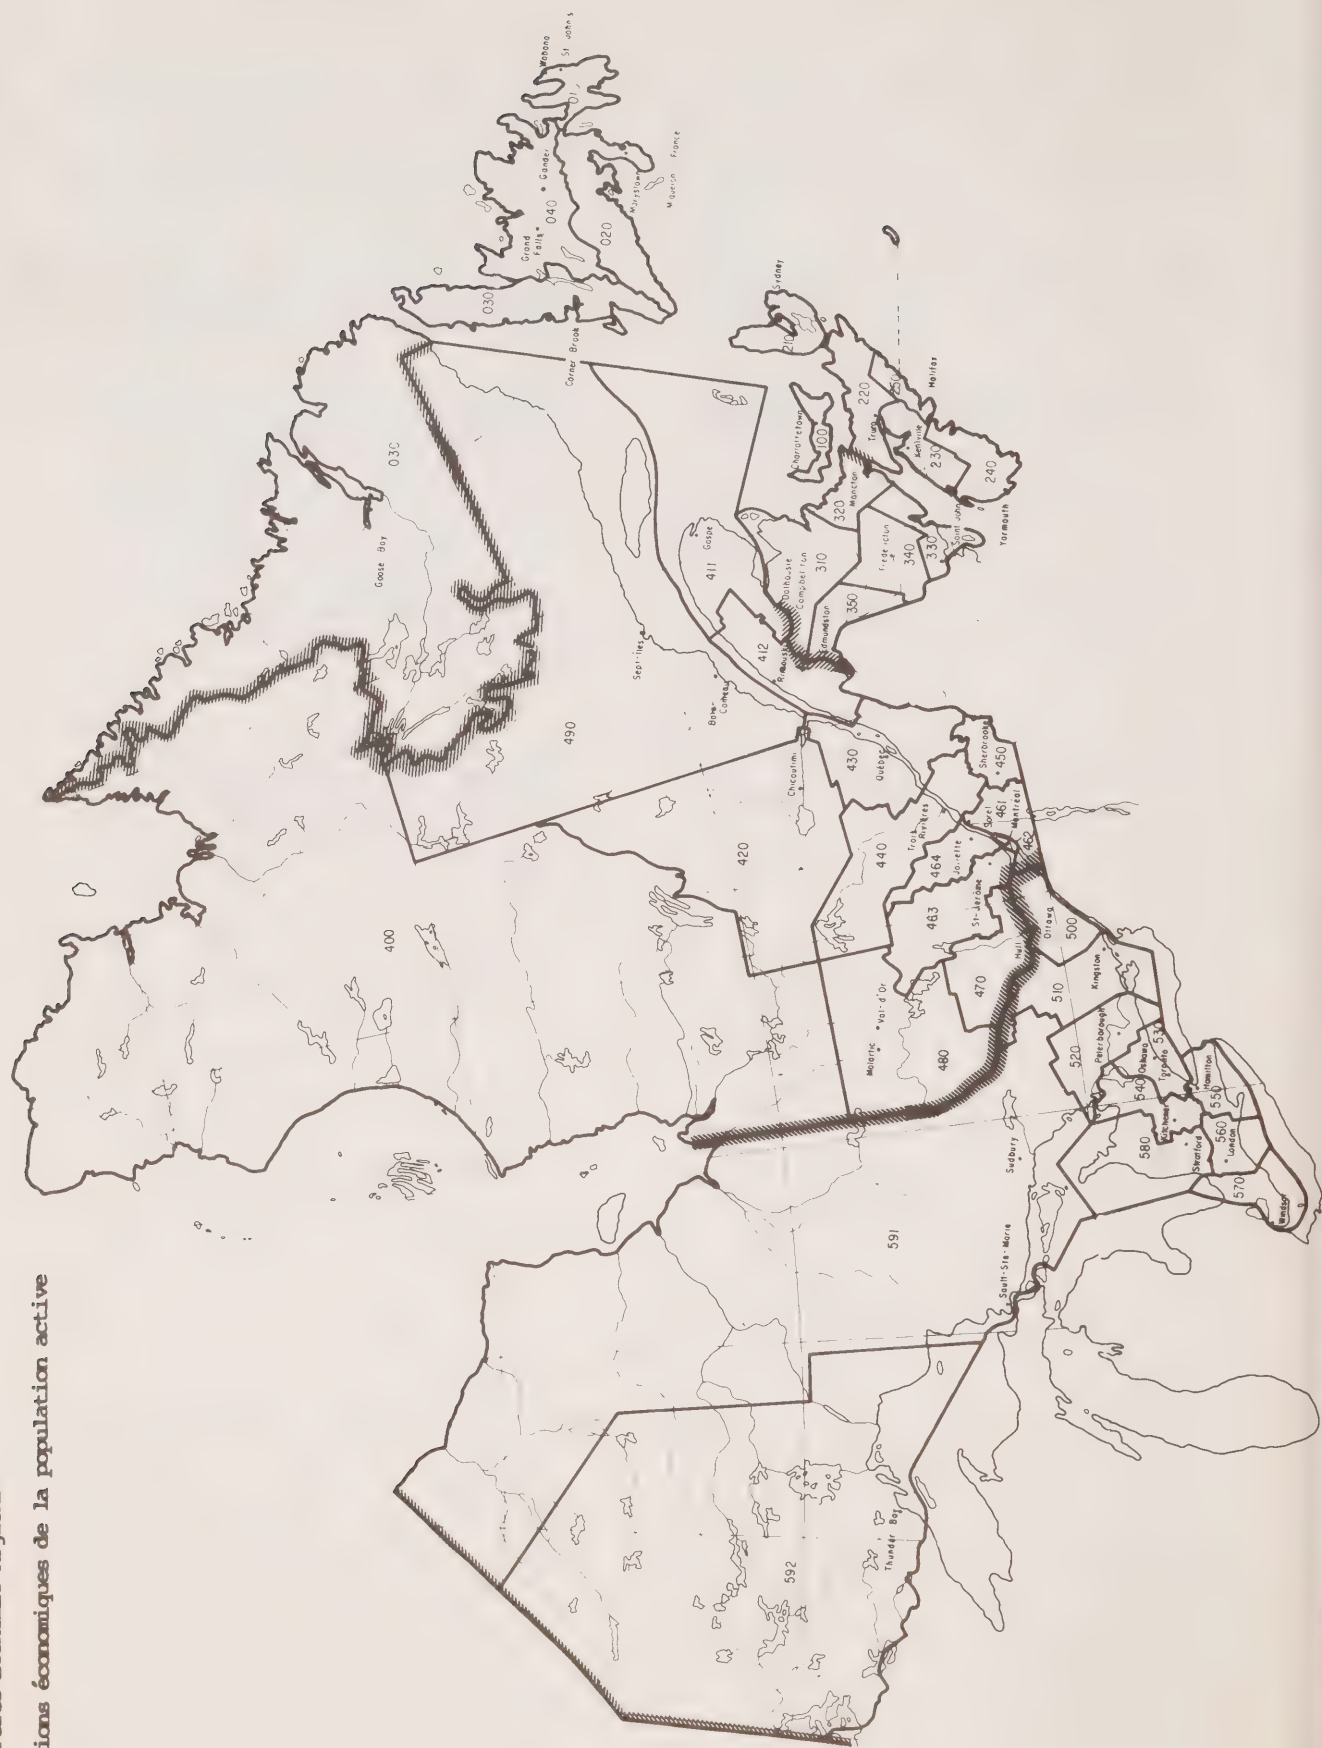 ions économiques de la population active
Wabana
St John's
Gander
Grand
Falls
040
020
030
Marystown
Miquelon France
Corner Brook
030
Goose Bay
Sydney
210
220
Truro
Halifax
Kentville
230
240
Yarmouth
Charlottetown
100
320
Moncton
Saint John
330
340
Fredericton
310
350
Edmundston
Dalhousie
Campbellton
Gaspe
411
412
Rimouski
Sept-Iles
Baie-
Comeau
490
400
420
Chicoutimi
430
Québec
440
Trois
Rivières
Sherbrooke
450
Sorel
461
Montreal
462
464
Joliette
463
St-Jerôme
470
Hull
480
Malartic
Val-d'Or
Ottawa
500
Kingston
510
520
Peterborough
Oshawa
530
Toronto
540
Hamilton
550
Kitchener
560
London
Stratford
580
570
Windsor
Sudbury
591
Sault-Ste-Marie
592
Thunder Bay